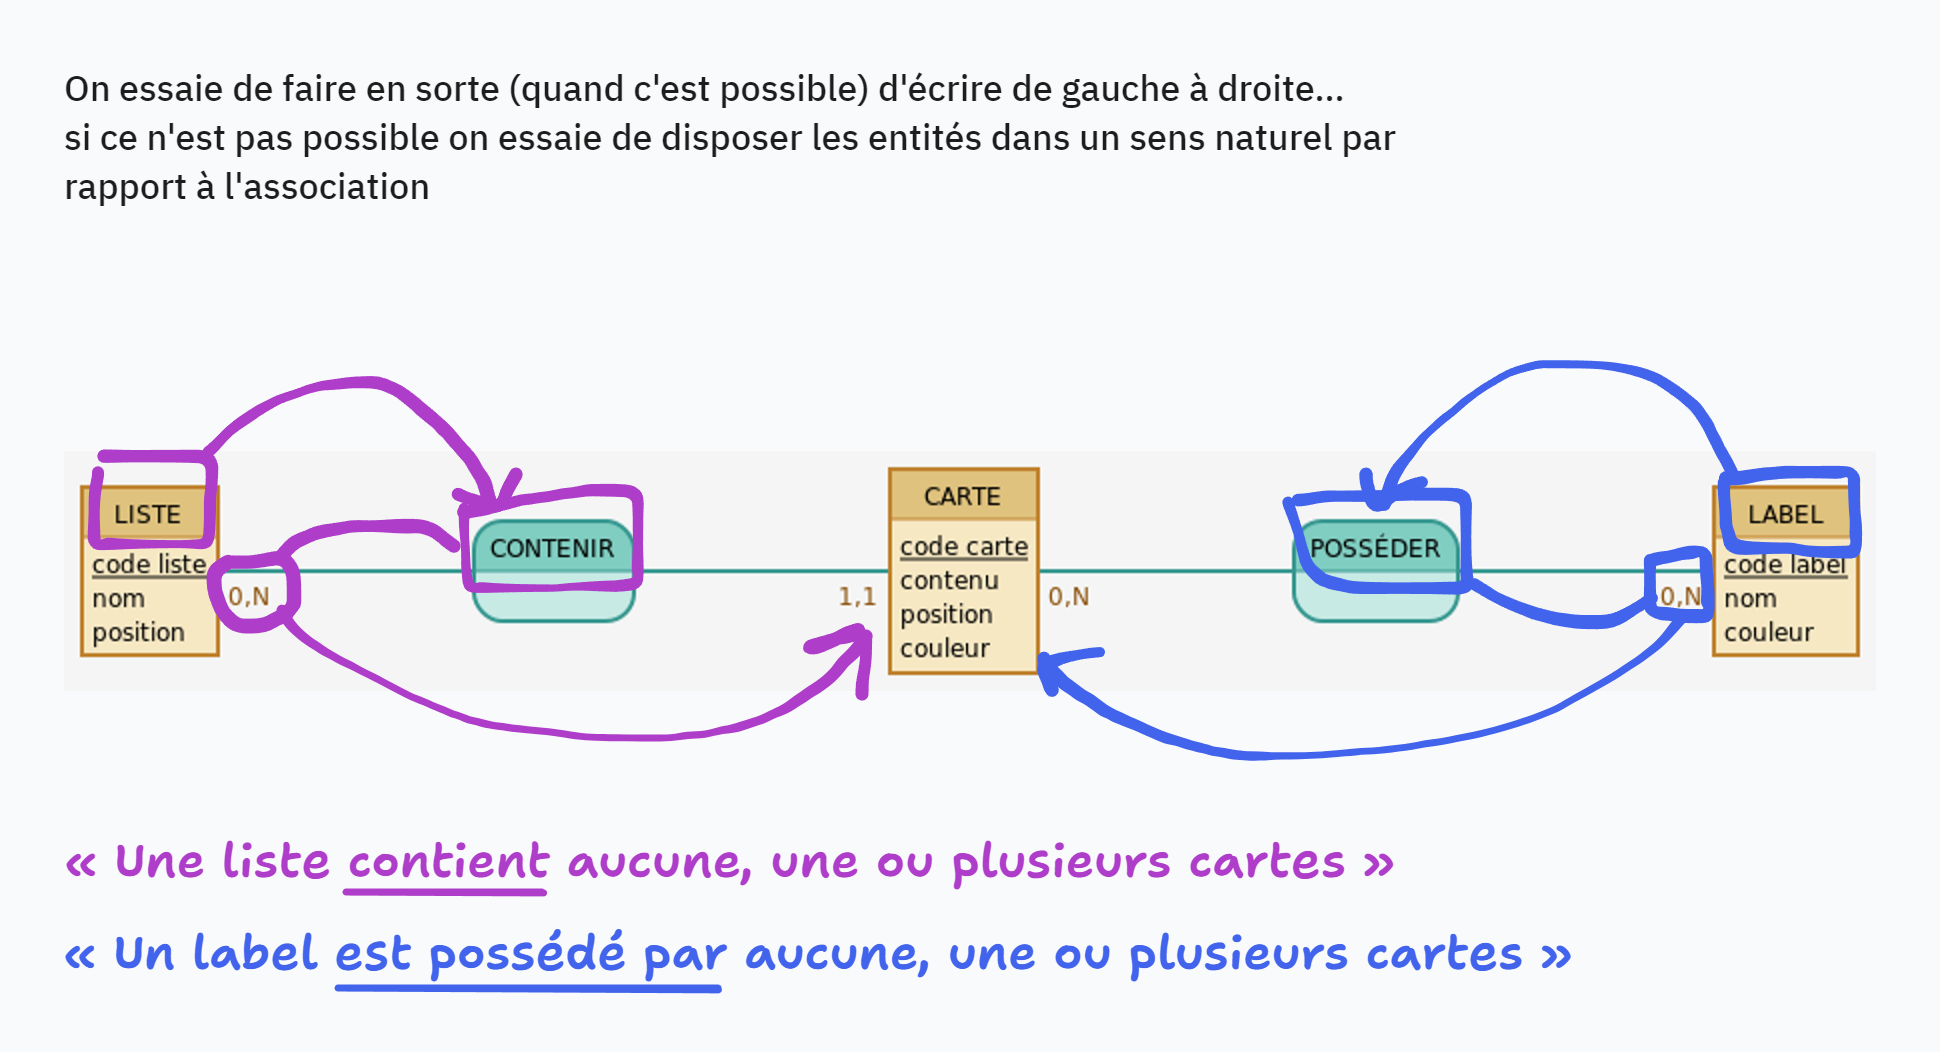 On essaie de faire en sorte (quand c'est possible) d'écrire de gauche à droite...
si ce n'est pas possible on essaie de disposer les entités dans un sens naturel par
rapport à l'association
LISTE
code liste
nom
position
0,N
CONTENIR
1,1
CARTE
code carte
contenu
position
couleur
0,N
POSSÉDER
0,N
LABEL
code label
nom
couleur
« Une liste contient aucune, une ou plusieurs cartes »
« Un label est possédé par aucune, une ou plusieurs cartes »